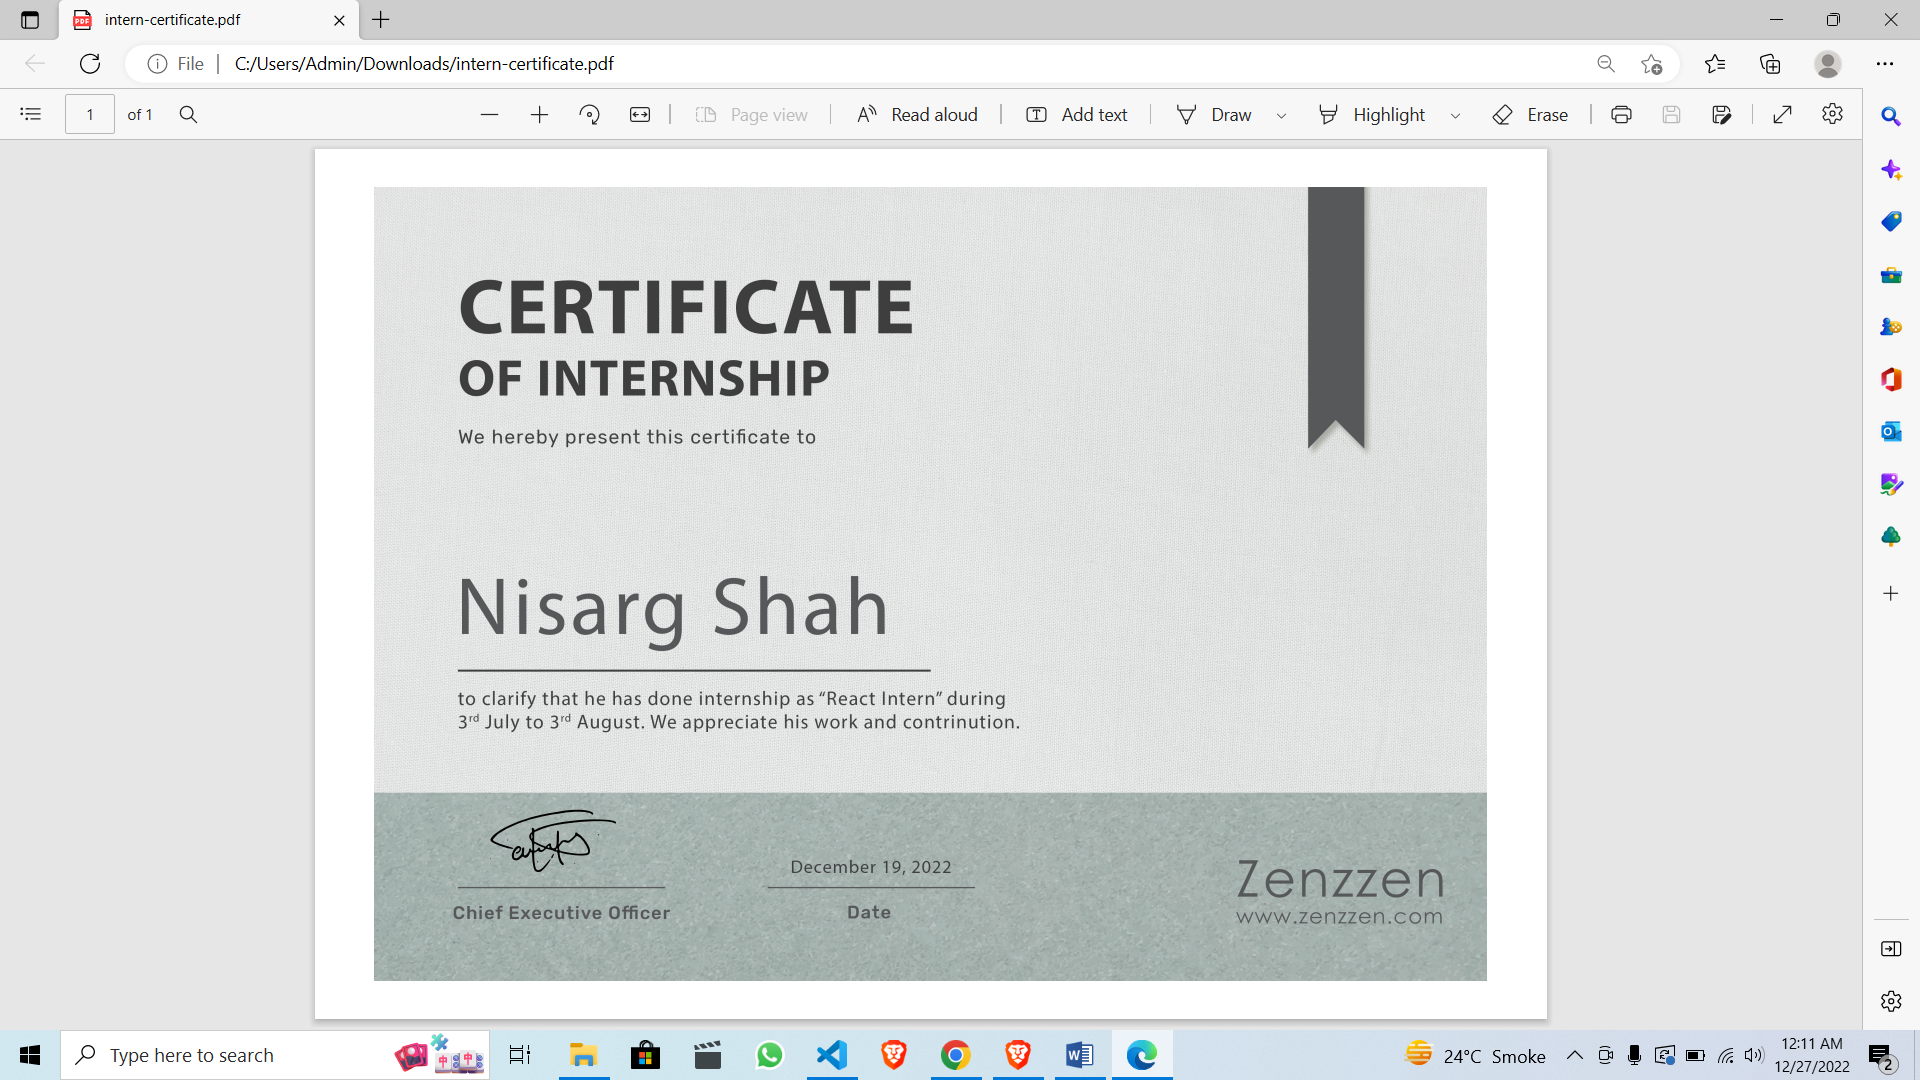 intern-certificate.pdf
File
C:/Users/Admin/Downloads/intern-certificate.pdf
1 of 1
Page view
Read aloud
Add text
Draw
Highlight
Erase
CERTIFICATE
OF INTERNSHIP
We hereby present this certificate to
Nisarg Shah
to clarify that he has done internship as “React Intern” during
3rd July to 3rd August. We appreciate his work and contrinution.
December 19, 2022
Chief Executive Officer
Date
Zenzzen
www.zenzzen.com
Type here to search
24°C Smoke
12:11 AM
12/27/2022
2